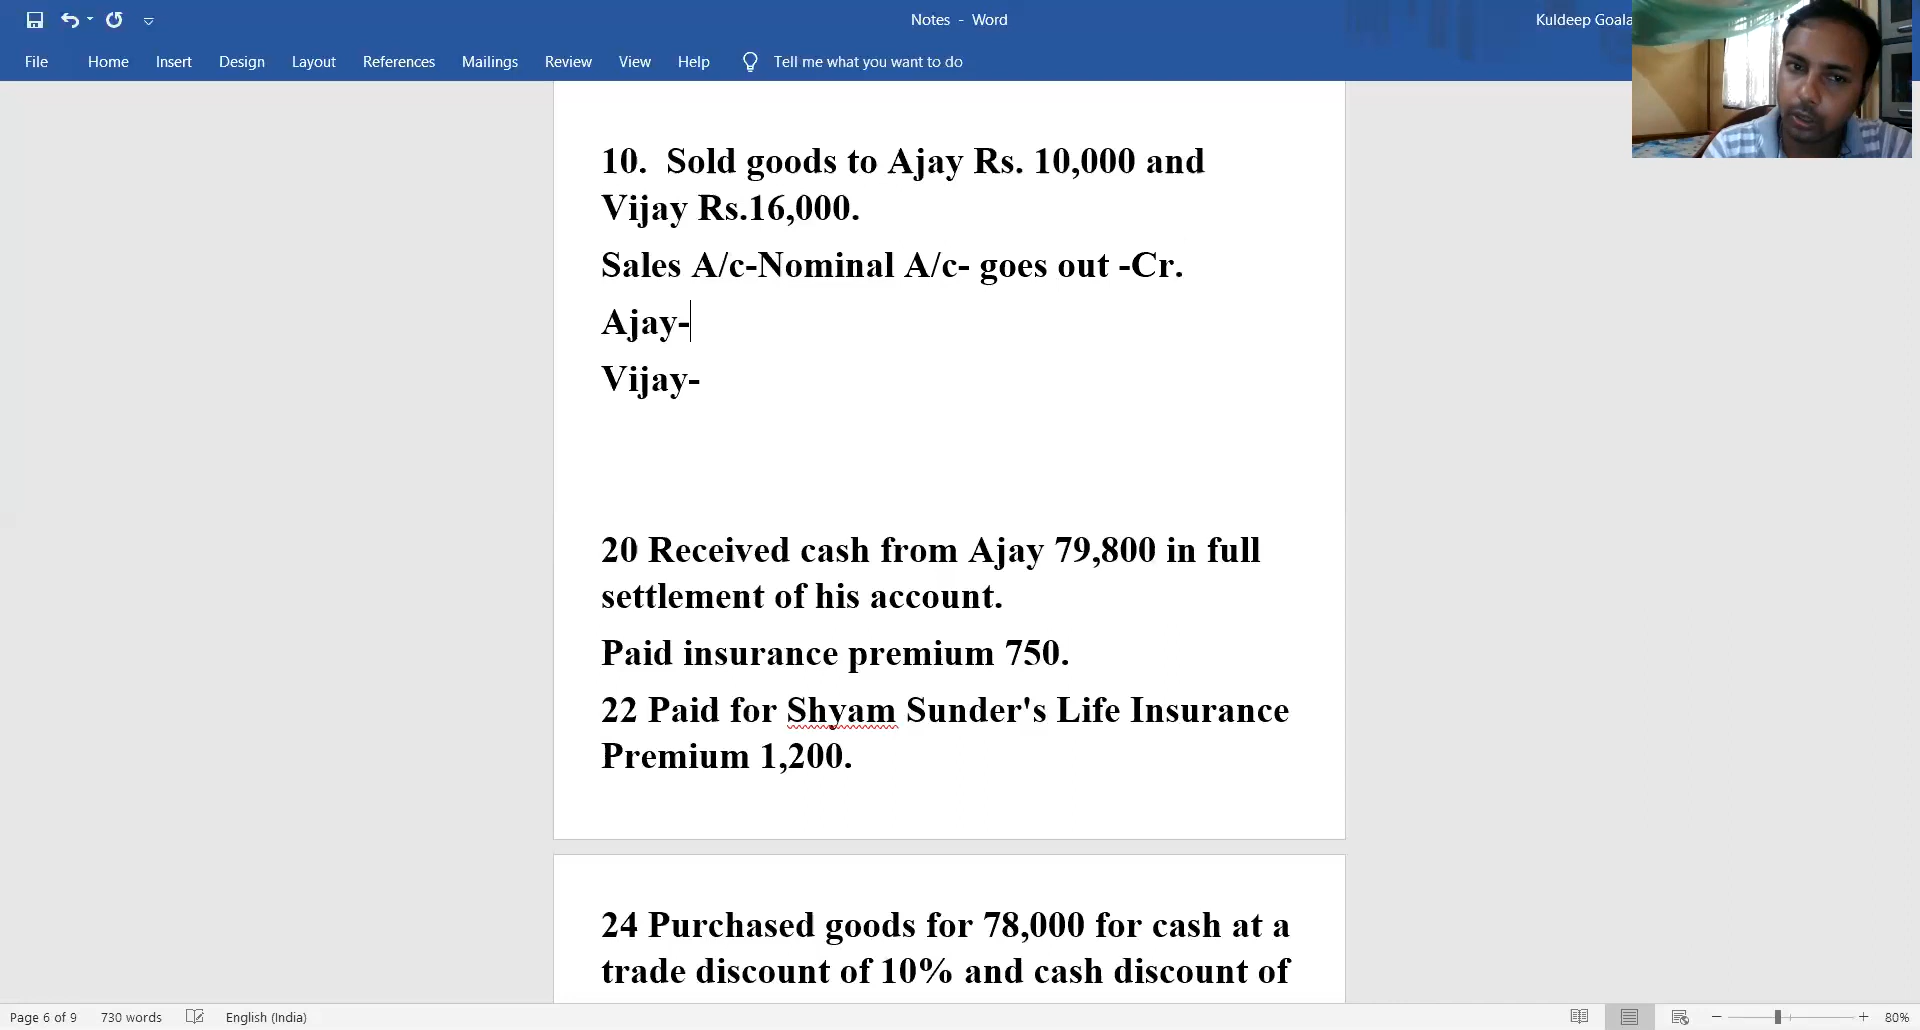 Notes - Word
Kuldeep Goala
File Home Insert Design Layout References Mailings Review View Help Tell me what you want to do
10. Sold goods to Ajay Rs. 10,000 and
Vijay Rs.16,000.
Sales A/c-Nominal A/c- goes out -Cr.
Ajay-
Vijay-
20 Received cash from Ajay 79,800 in full
settlement of his account.
Paid insurance premium 750.
22 Paid for Shyam Sunder's Life Insurance
Premium 1,200.
24 Purchased goods for 78,000 for cash at a
trade discount of 10% and cash discount of
Page 6 of 9 730 words English (India) 80%